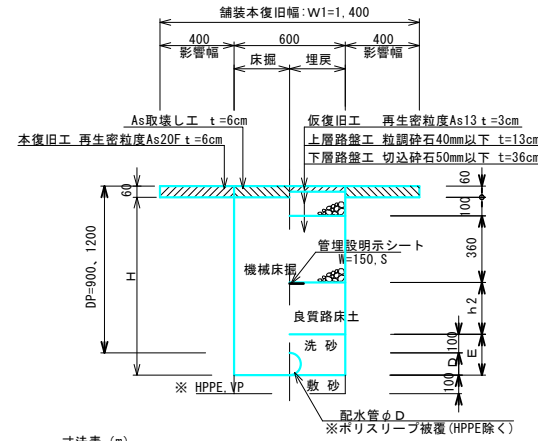 舗装本復旧幅:W1=1,400
400
600
400
影響幅
床掘
埋戻
影響幅
As取壊し工 t=6cm
本復旧工 再生密粒度As20F t=6cm
仮復旧工 再生密粒度As13 t=3cm
上層路盤工 粒調砕石40mm以下 t=13cm
下層路盤工 切込砕石50mm以下 t=36cm
60
60
100
管埋設明示シート
W=150,S
360
DP=900、1200
H
機械床掘
良質路床土
h2
洗砂
100
D
E
※ HPPE,VP
敷砂
100
配水管φD
※ポリスリーブ被覆(HPPE除く)
寸法表 (m)